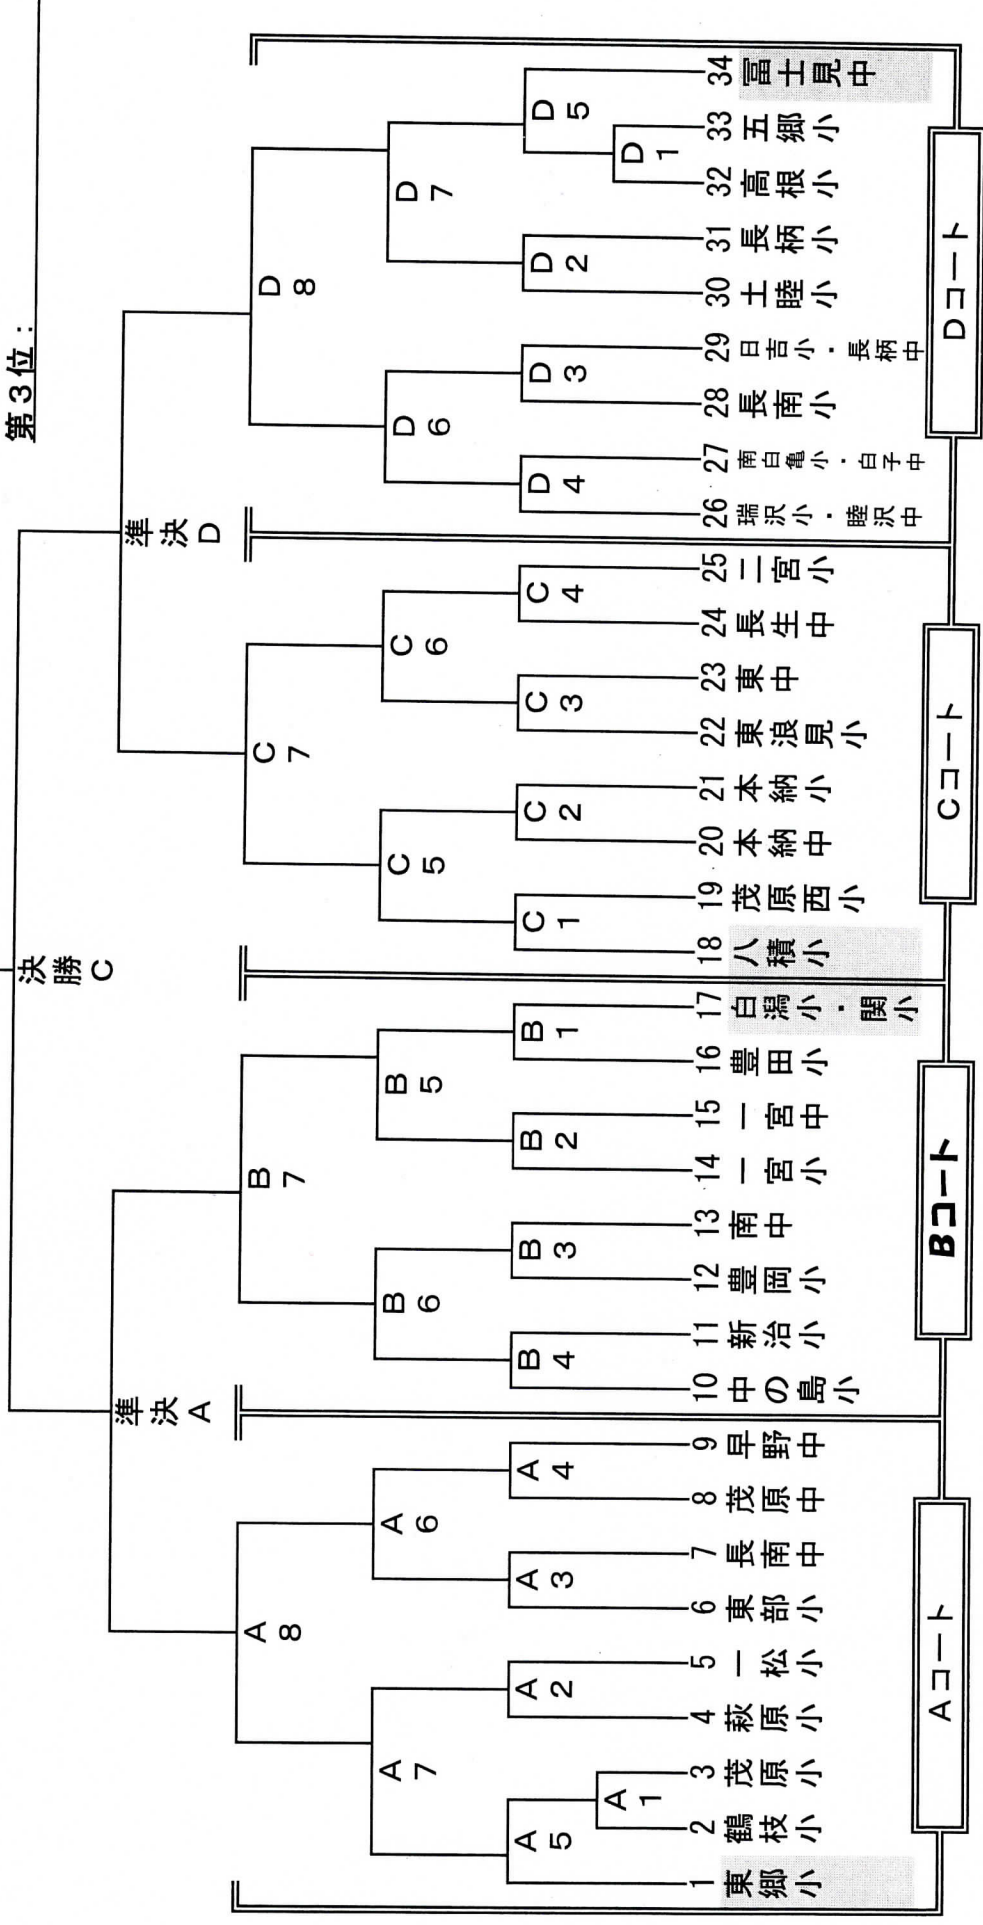 第3位：
決勝C
準決A
準決D
A8
B7
C7
D8
A7
A6
B6
B5
C5
C6
D6
D7
A5
A2
A3
A4
B4
B3
B2
B1
C1
C2
C3
C4
D4
D3
D2
D5
A1
D1
1 東郷小
2 鶴枝小
3 茂原小
4 萩原小
5 一松小
6 東部小
7 長南中
8 茂原中
9 早野中
10 中の島小
11 新治小
12 豊岡小
13 南中
14 一宮小
15 一宮中
16 豊田小
17 白潟小・関小
18 八積小
19 茂原西小
20 本納中
21 本納小
22 東浪見小
23 東中
24 長生中
25 二宮小
26 瑞沢小・睦沢中
27 南白亀小・白子中
28 長南小
29 日吉小・長柄中
30 土睦小
31 長柄小
32 高根小
33 五郷小
34 冨士見中
Aコート
Bコート
Cコート
Dコート